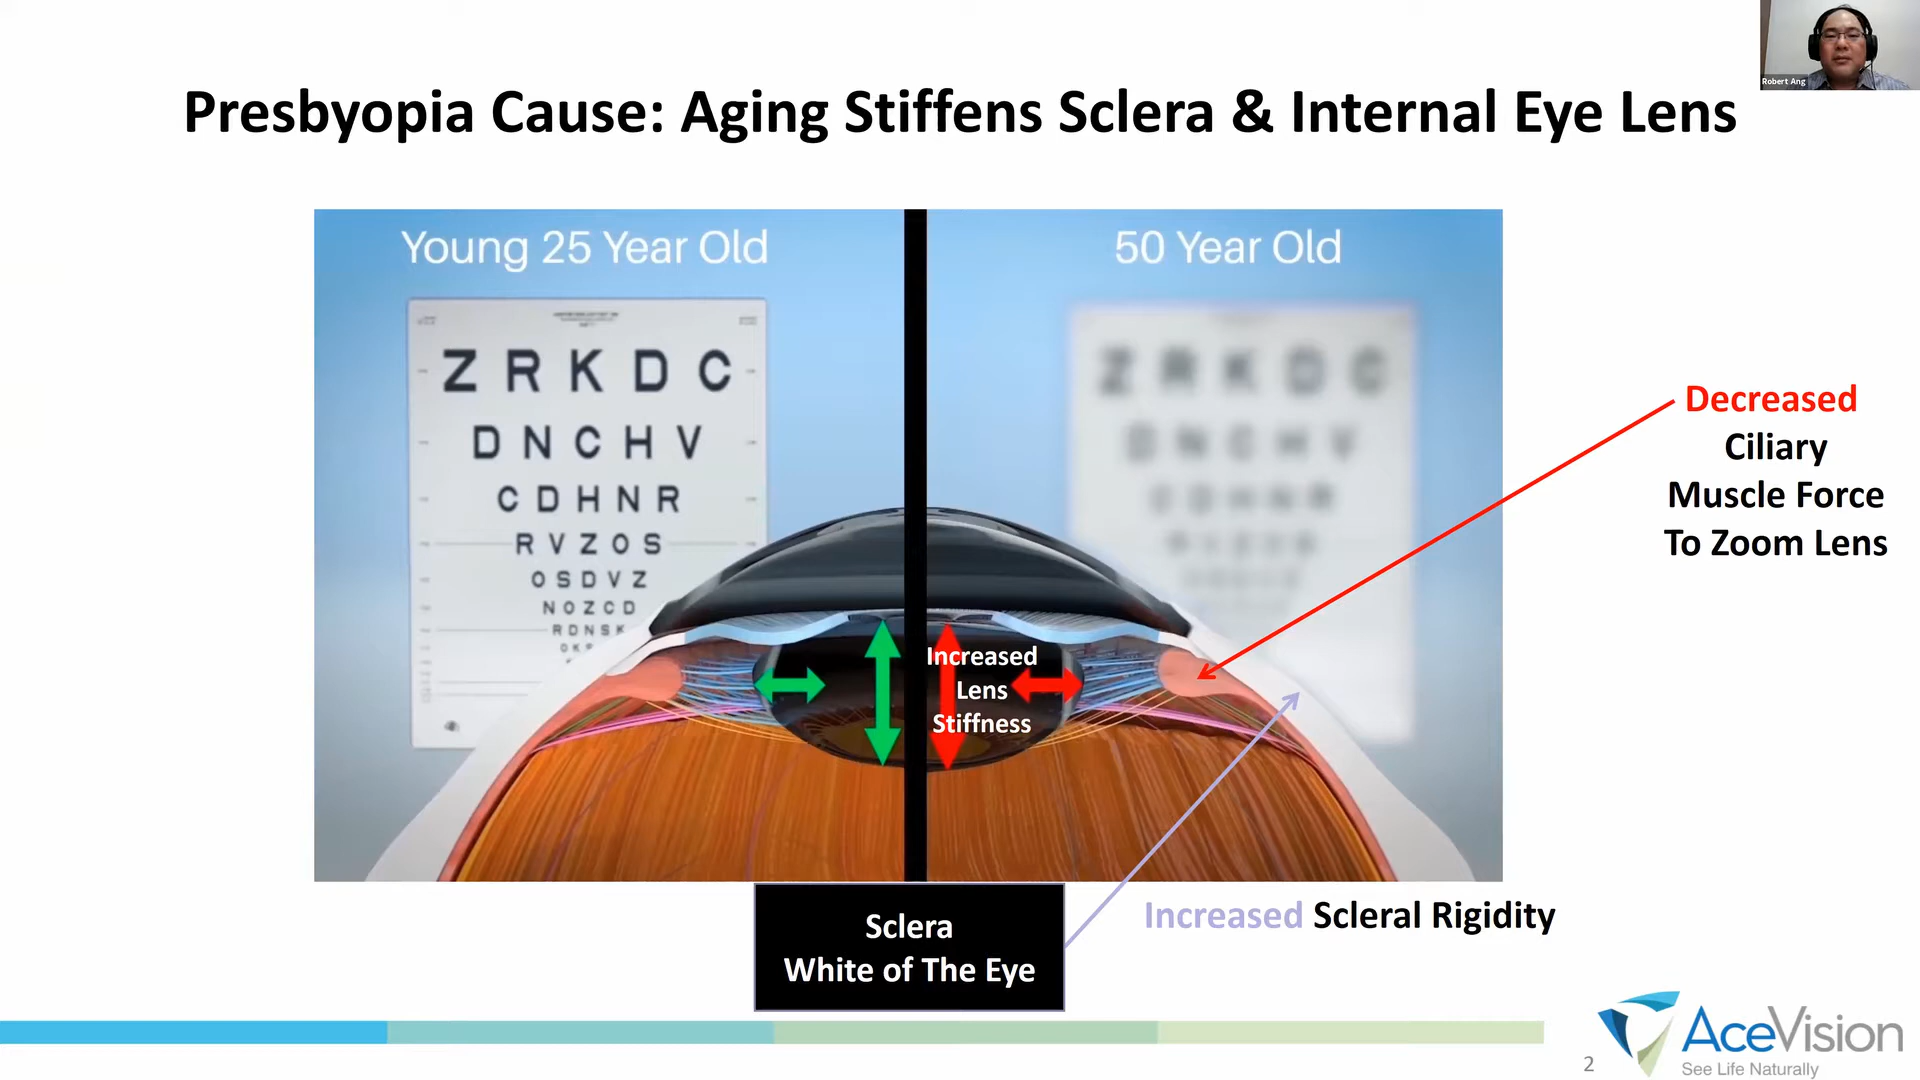 Robert Ang
Presbyopia Cause: Aging Stiffens Sclera & Internal Eye Lens
Young 25 Year Old
50 Year Old
Z R K D C
D N C H V
C D H N R
R V Z O S
O S D V Z
N O Z C D
R D N S K
Z R K D C
D N C H V
C D H N R
Increased
Lens
Stiffness
Decreased
Ciliary
Muscle Force
To Zoom Lens
Sclera
White of The Eye
Increased Scleral Rigidity
AceVision
See Life Naturally
2